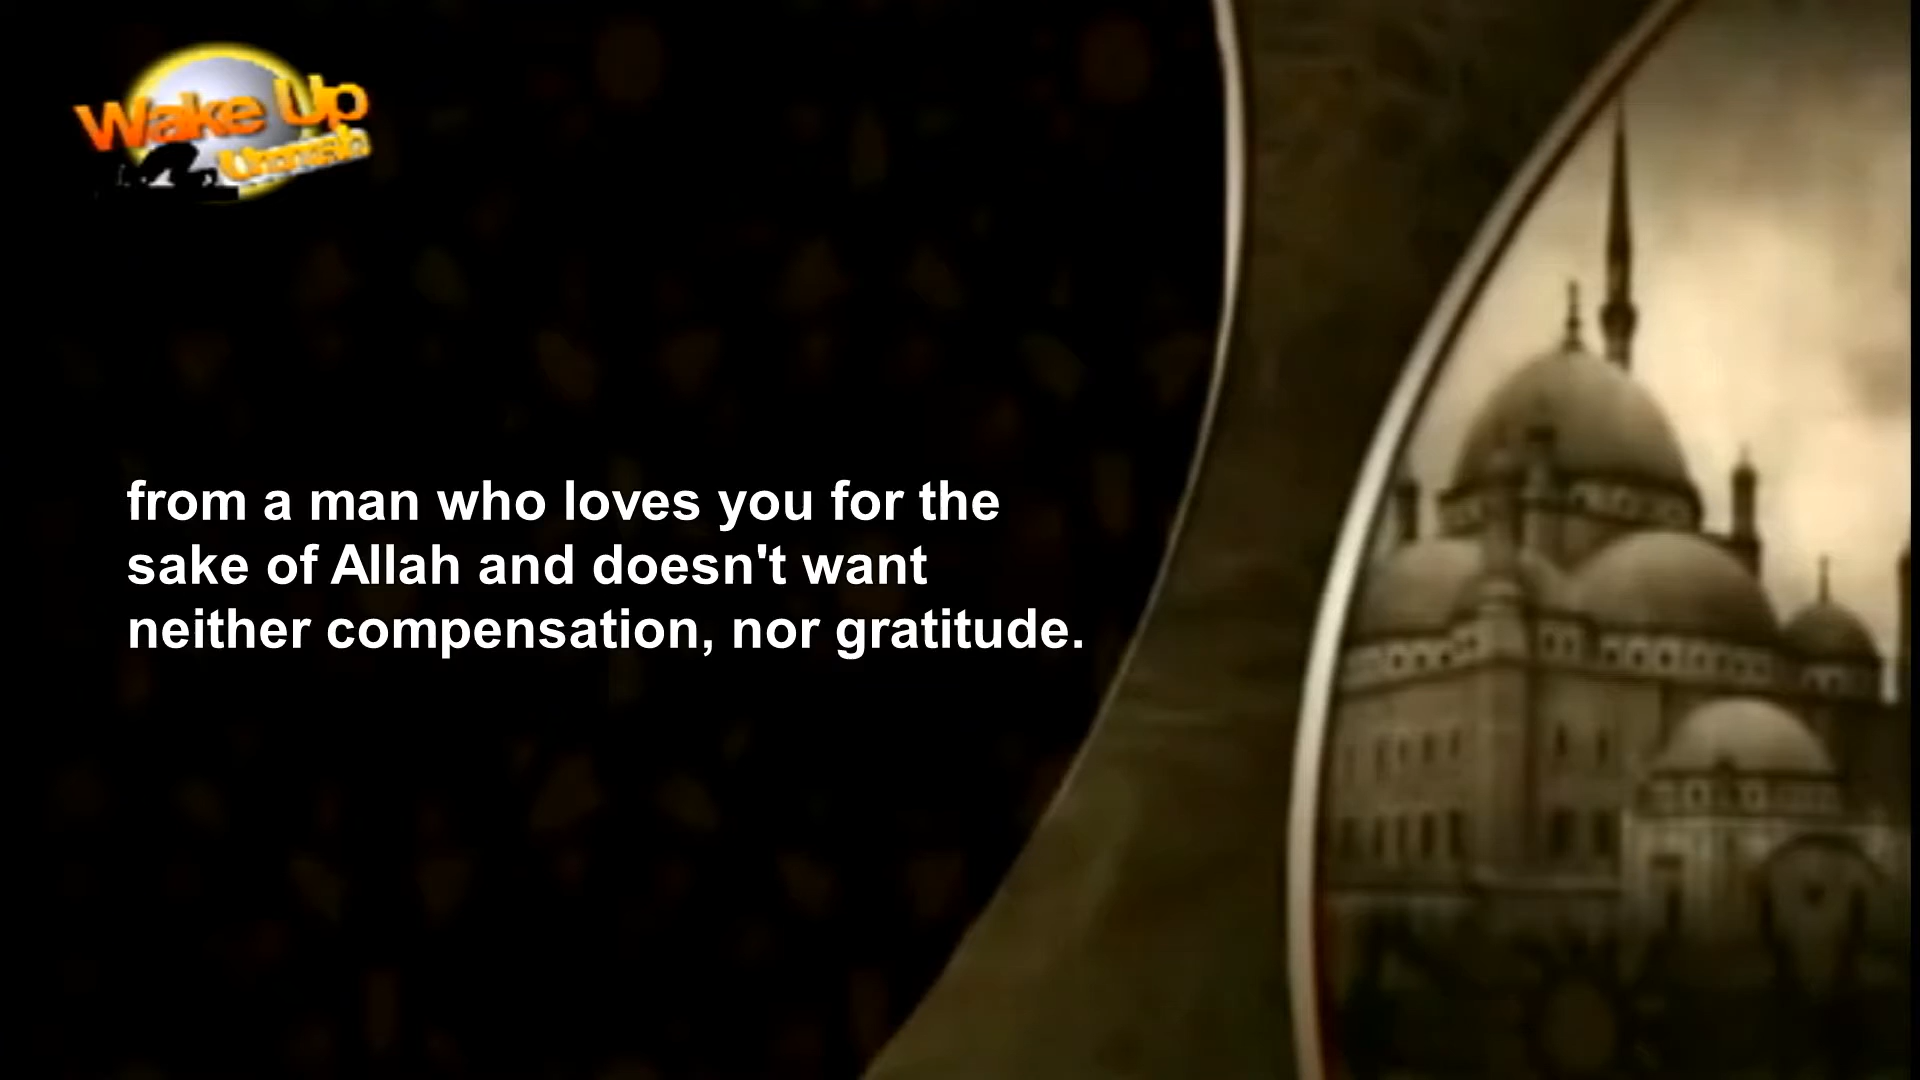 Wake Up
Ummah
from a man who loves you for the
sake of Allah and doesn't want
neither compensation, nor gratitude.